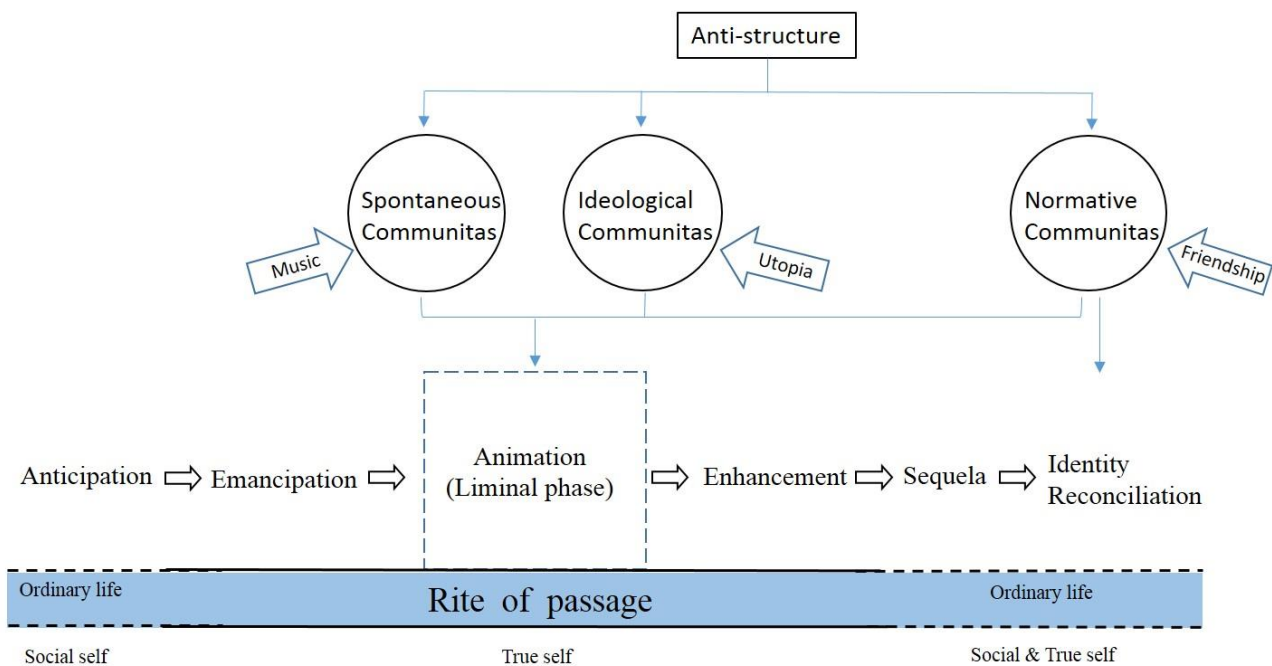 Anti-structure
Spontaneous
Communitas
Ideological
Communitas
Normative
Communitas
Music
Utopia
Friendship
Anticipation
Emancipation
Animation
(Liminal phase)
Enhancement
Sequela
Identity
Reconciliation
Ordinary life
Rite of passage
Ordinary life
Social self
True self
Social & True self